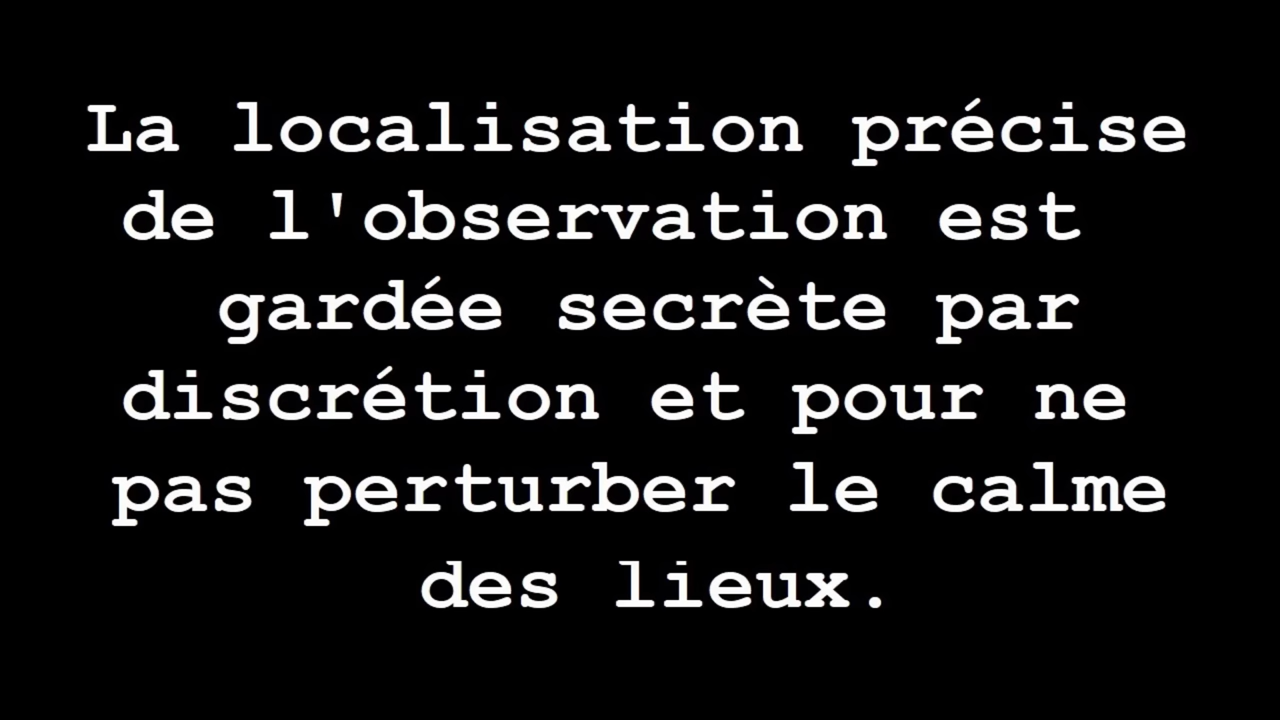 La localisation précise
de l'observation est
gardée secrète par
discrétion et pour ne
pas perturber le calme
des lieux.